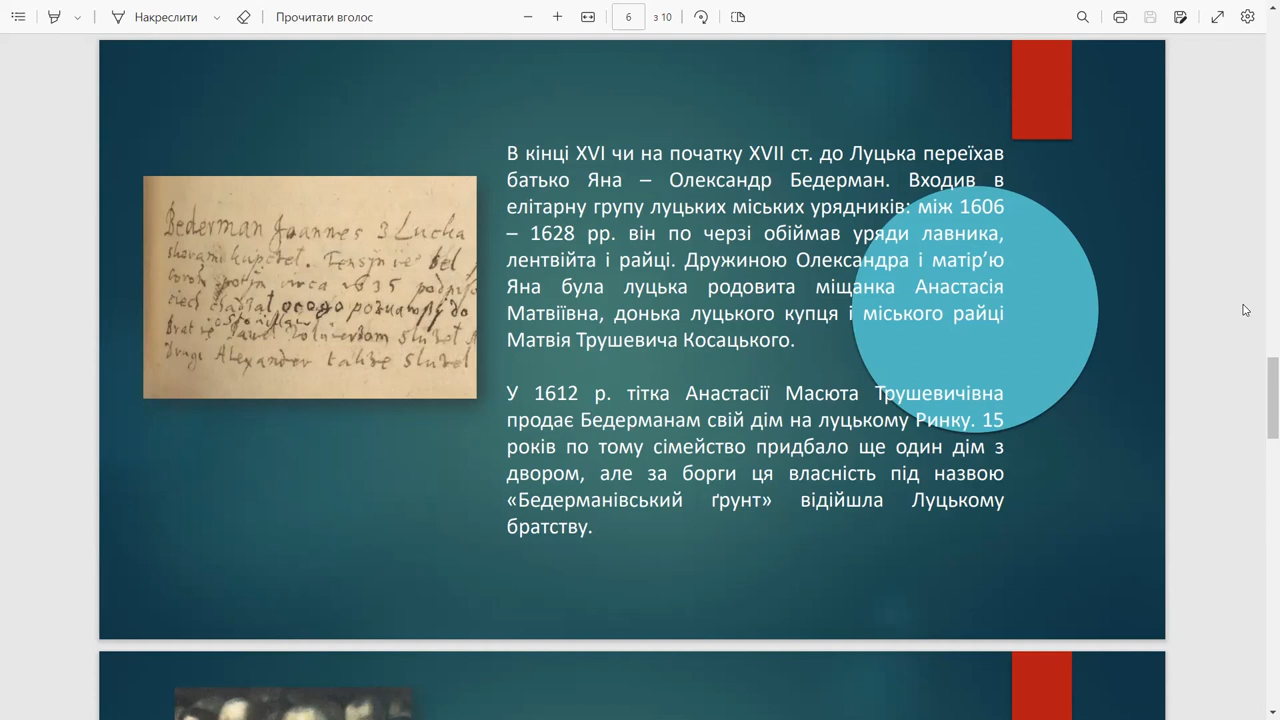 Накреслити
Прочитати вголос
6
з 10
В кінці XVI чи на початку XVII ст. до Луцька переїхав
батько Яна – Олександр Бедерман. Входив в
елітарну групу луцьких міських урядників: між 1606
– 1628 рр. він по черзі обіймав уряди лавника,
лентвійта і райці. Дружиною Олександра і матір’ю
Яна була луцька родовита міщанка Анастасія
Матвіївна, донька луцького купця і міського райці
Матвія Трушевича Косацького.
У 1612 р. тітка Анастасії Масюта Трушевичівна
продає Бедерманам свій дім на луцькому Ринку. 15
років по тому сімейство придбало ще один дім з
двором, але за борги ця власність під назвою
«Бедерманівський ґрунт» відійшла Луцькому
братству.
Bederman Joannes z Lucka
Alexander także służeł